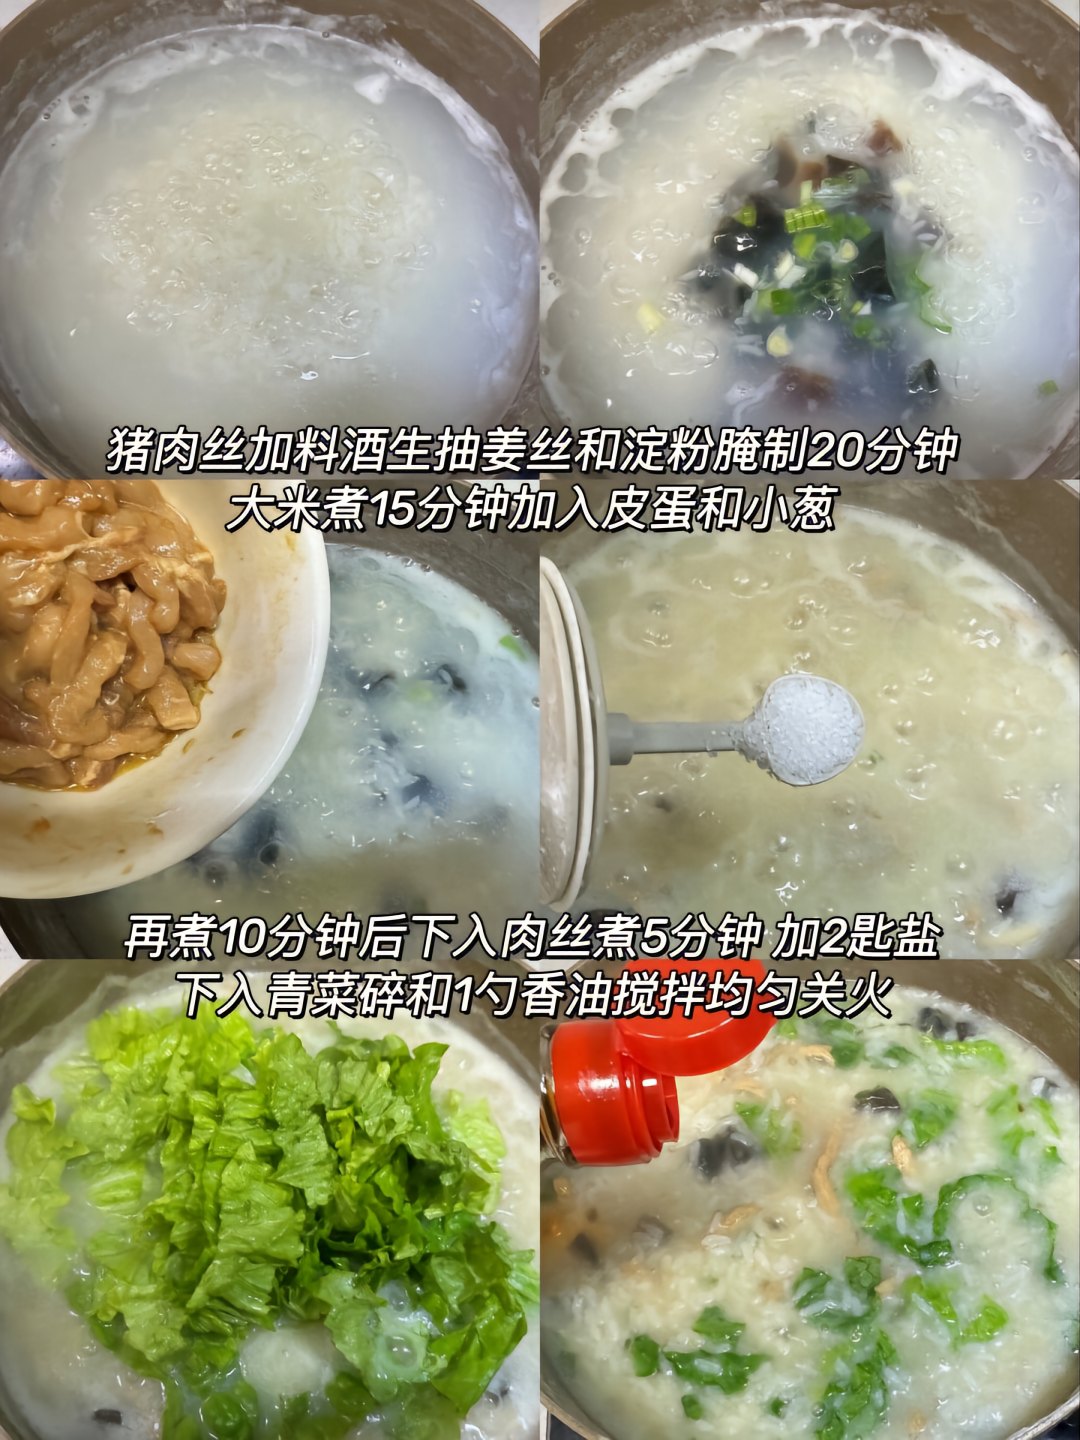 猪肉丝加料酒生抽姜丝和淀粉腌制20分钟
大米煮15分钟加入皮蛋和小葱
再煮10分钟后下入肉丝煮5分钟 加2匙盐
下入青菜碎和1勺香油搅拌均匀关火